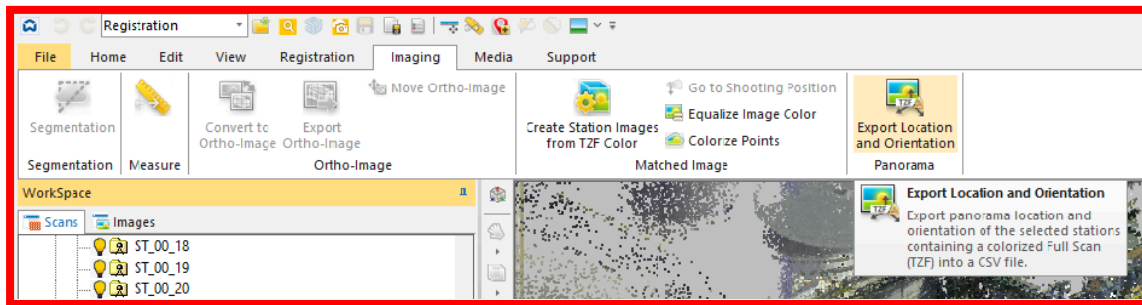 Registration
File Home Edit View Registration Imaging Media Support
Segmentation
Convert to
Ortho-Image
Export
Ortho-Image
Move Ortho-Image
Create Station Images
from TZF Color
Go to Shooting Position
Equalize Image Color
Colorize Points
TZF
Export Location
and Orientation
Segmentation Measure Ortho-Image Matched Image Panorama
WorkSpace
Scans Images
ST_00_18
ST_00_19
ST_00_20
TZF
Export Location and Orientation
Export panorama location and
orientation of the selected stations
containing a colorized Full Scan
(TZF) into a CSV file.